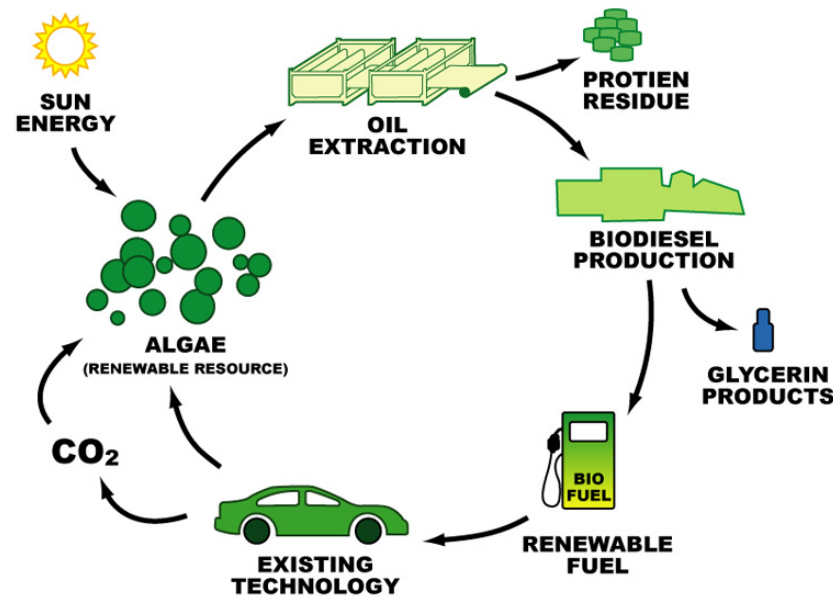 SUN
ENERGY
OIL
EXTRACTION
PROTIEN
RESIDUE
BIODIESEL
PRODUCTION
GLYCERIN
PRODUCTS
BIO
FUEL
RENEWABLE
FUEL
EXISTING
TECHNOLOGY
CO₂
ALGAE
(RENEWABLE RESOURCE)